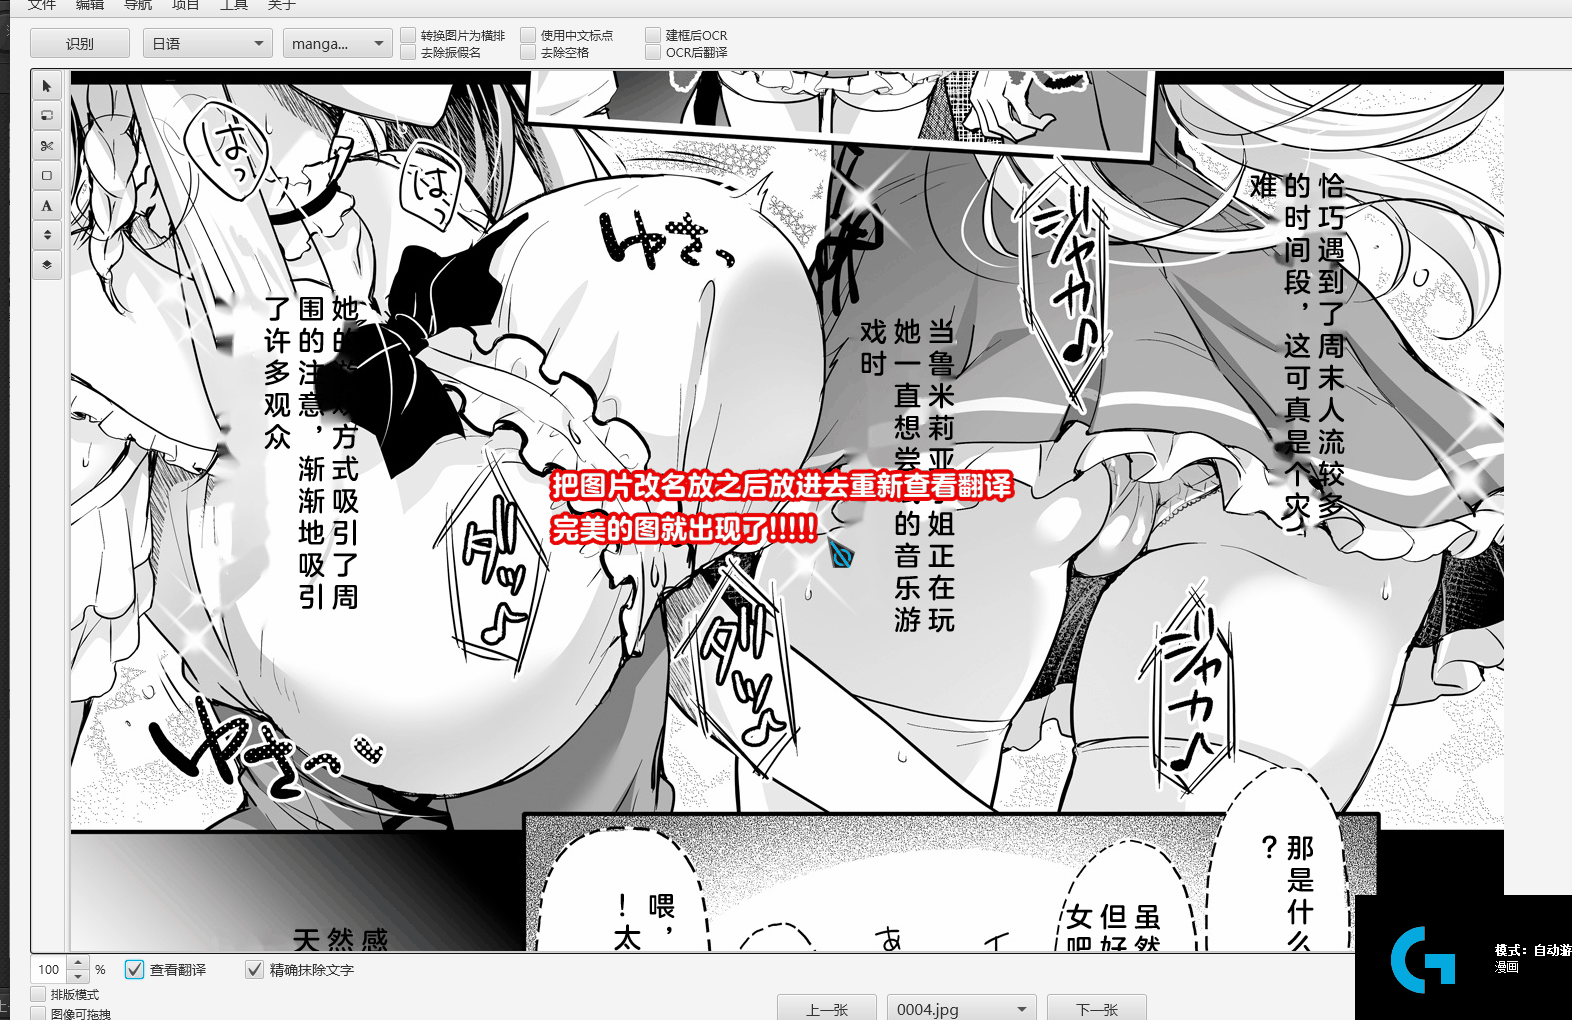 文件 编辑 导航 项目 工具 关于
识别 日语 manga...
转换图片为横排 使用中文标点 建框后OCR
去除振假名 去除空格 OCR后翻译
はっ
はっ
ゆさっ
ジャカ♪
恰巧遇到了周末人流较多
的时间段，这可真是个灾
难
当鲁米莉亚 姐正在玩
她一直想尝 的音乐游
戏时
她的 方式吸引了周
围的注意，渐渐地吸引
了许多观众
把图片改名放之后放进去重新查看翻译
完美的图就出现了!!!!!
ダッ♪
ダッ♪
ジャカ♪
ゆさっ
那是什么
？
虽然
但好
女吧
イ
あ
喂，
！太
天然感
100 % 查看翻译 精确抹除文字
排版模式
图像可拖拽
上一张 0004.jpg 下一张
模式：自动游
漫画